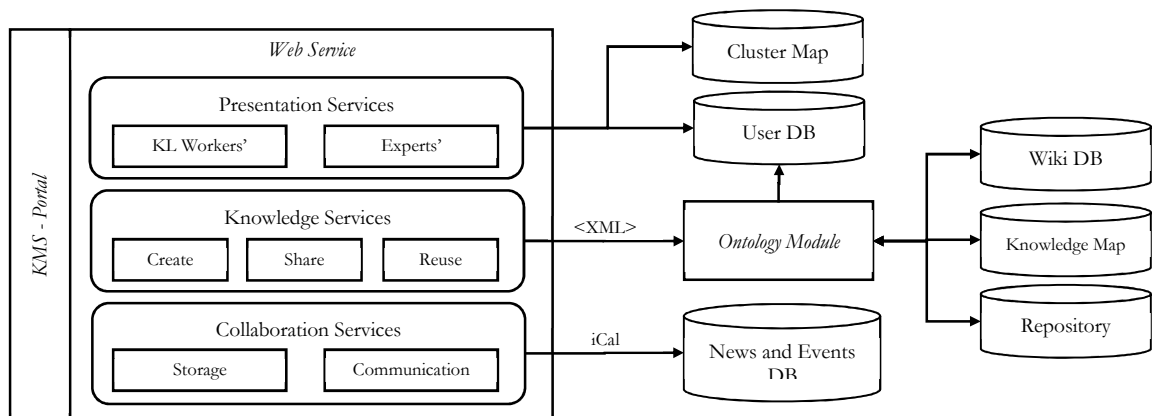 KMS - Portal
Web Service
Presentation Services
KL Workers’
Experts’
Knowledge Services
Create
Share
Reuse
Collaboration Services
Storage
Communication
<XML>
iCal
Cluster Map
User DB
Ontology Module
News and Events
DB
Wiki DB
Knowledge Map
Repository